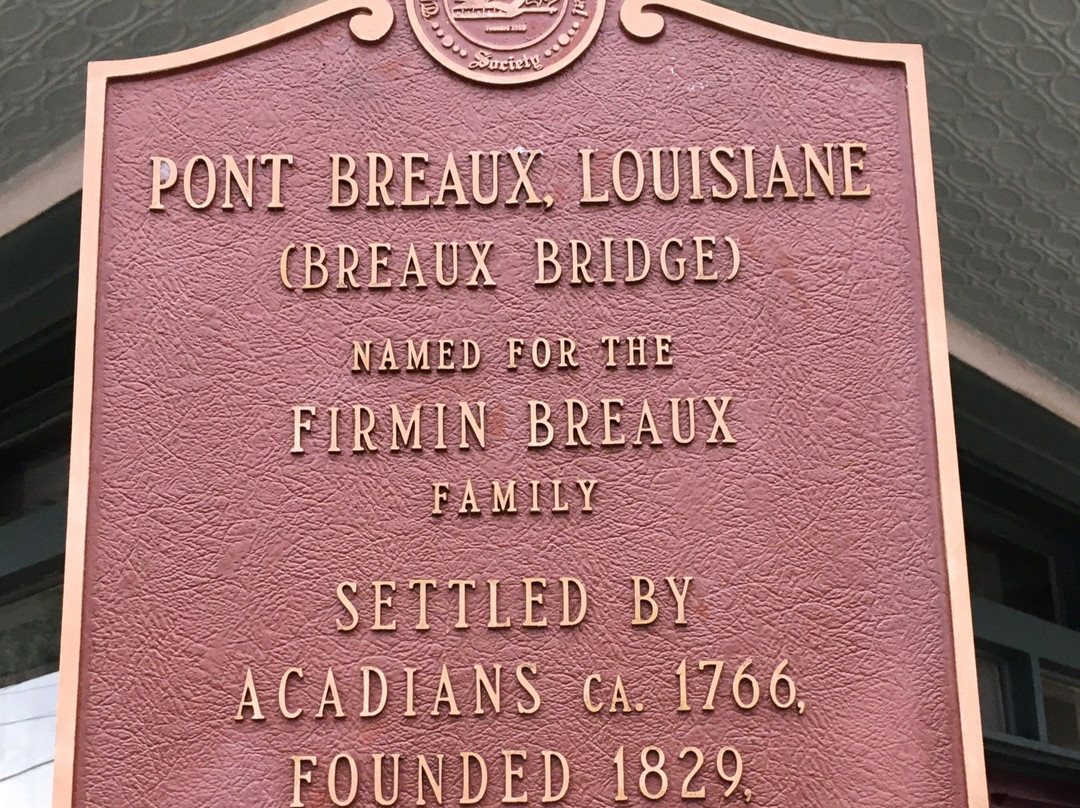 Society
PONT BREAUX, LOUISIANE
(BREAUX BRIDGE)
NAMED FOR THE
FIRMIN BREAUX
FAMILY
SETTLED BY
ACADIANS CA. 1766,
FOUNDED 1829,